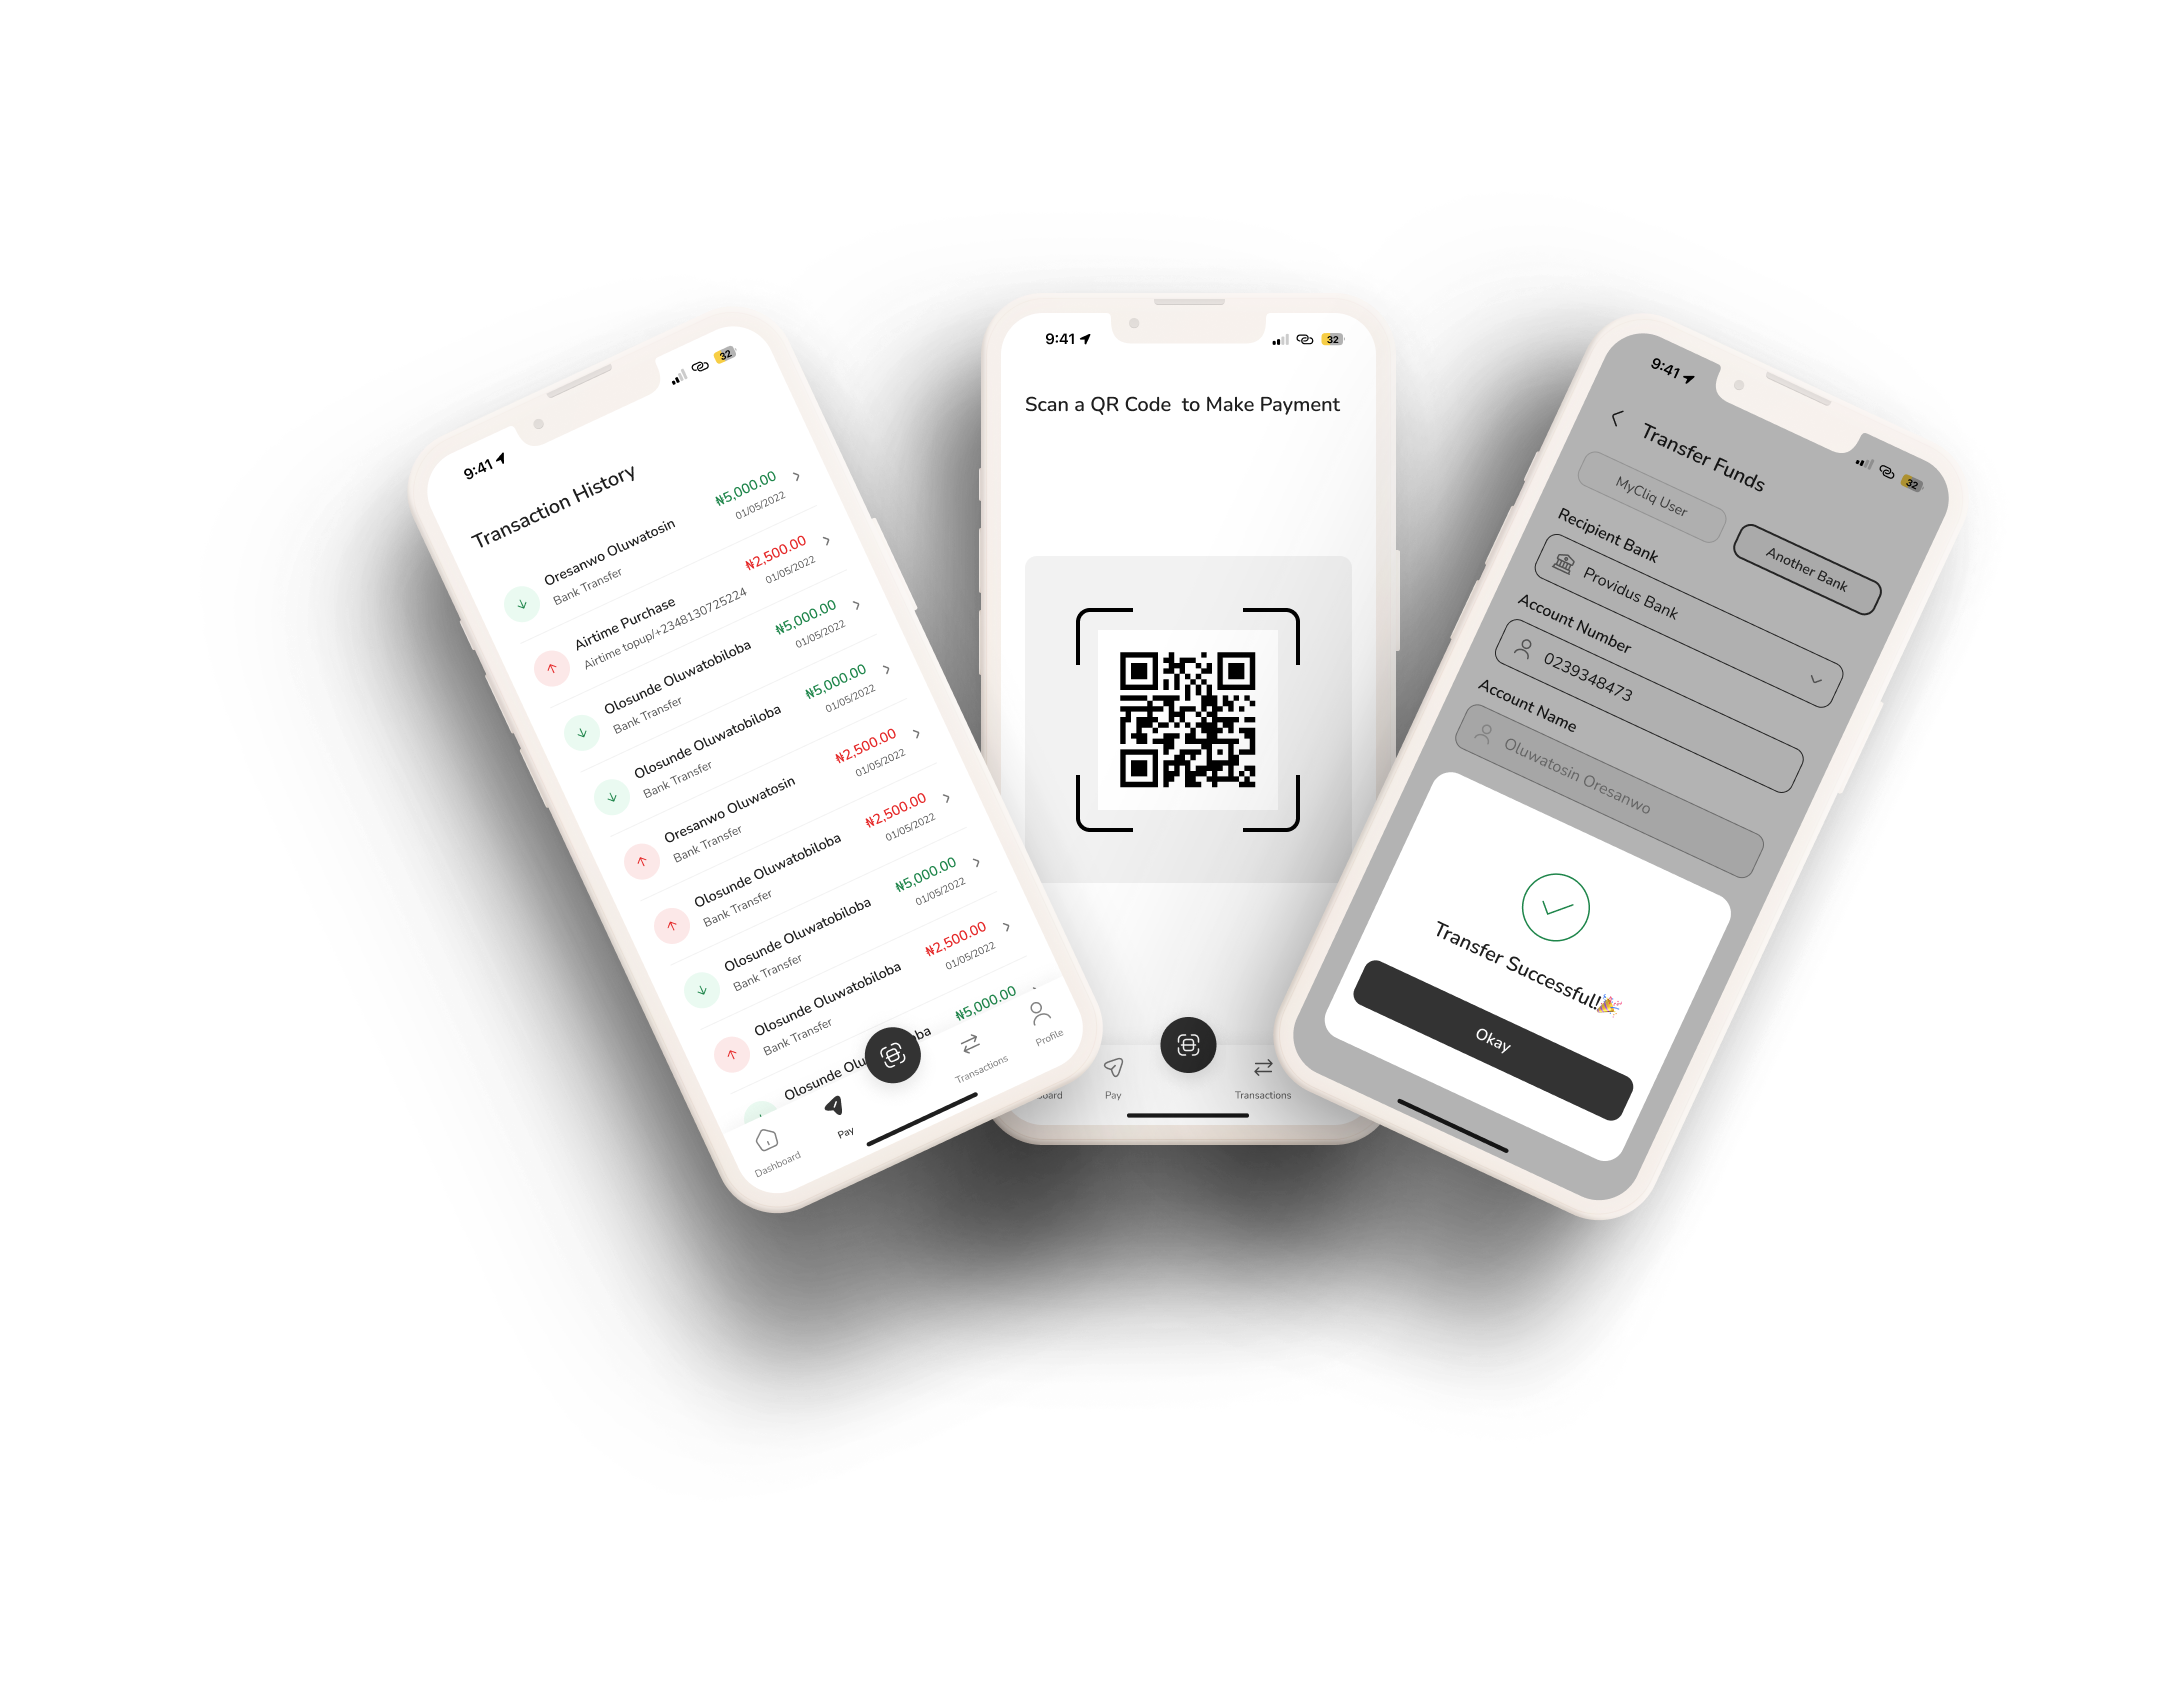 9:41
32
Transaction History
Oresanwo Oluwatosin
₦5,000.00
Bank Transfer
01/05/2022
Airtime Purchase
₦2,500.00
Airtime topup/+2348130725224
01/05/2022
Olosunde Oluwatobiloba
₦5,000.00
Bank Transfer
01/05/2022
Olosunde Oluwatobiloba
₦5,000.00
Bank Transfer
01/05/2022
Oresanwo Oluwatosin
₦2,500.00
Bank Transfer
01/05/2022
Olosunde Oluwatobiloba
₦2,500.00
Bank Transfer
01/05/2022
Olosunde Oluwatobiloba
₦5,000.00
Bank Transfer
01/05/2022
Olosunde Oluwatobiloba
₦2,500.00
Bank Transfer
01/05/2022
Olosunde Olu ba
₦5,000.00
Dashboard
Pay
Transactions
Profile
9:41
32
Scan a QR Code to Make Payment
oard
Pay
Transactions
9:41
32
Transfer Funds
MyCliq User
Another Bank
Recipient Bank
Providus Bank
Account Number
0239348473
Account Name
Oluwatosin Oresanwo
Transfer Successful!🎉
Okay